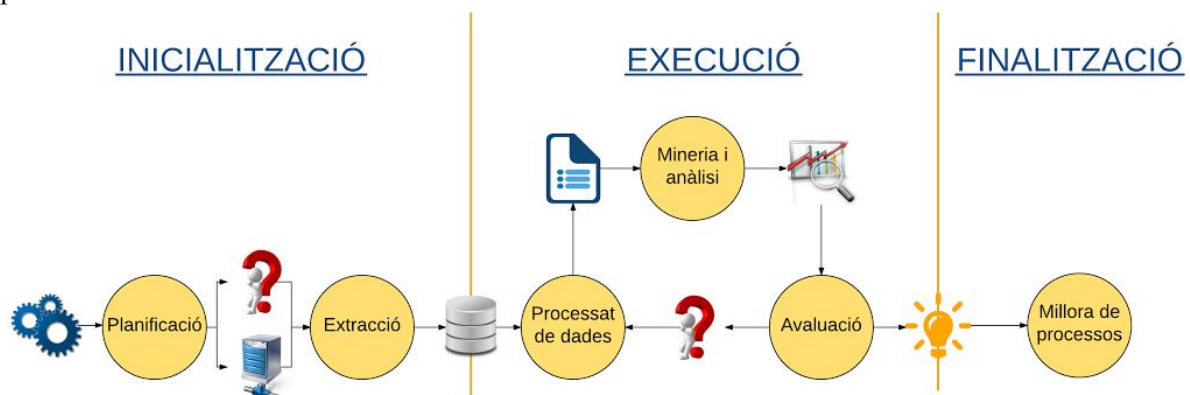 INICIALITZACIÓ
EXECUCIÓ
FINALITZACIÓ
Mineria i
anàlisi
Planificació
Extracció
Processat
de dades
Avaluació
Millora de
processos